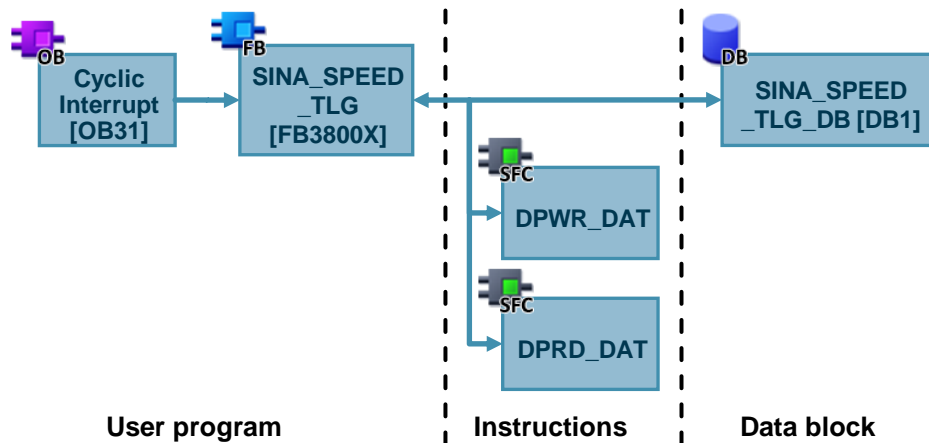 OB
Cyclic
Interrupt
[OB31]
FB
SINA_SPEED
_TLG
[FB3800X]
DB
SINA_SPEED
_TLG_DB [DB1]
SFC
DPWR_DAT
SFC
DPRD_DAT
User program
Instructions
Data block